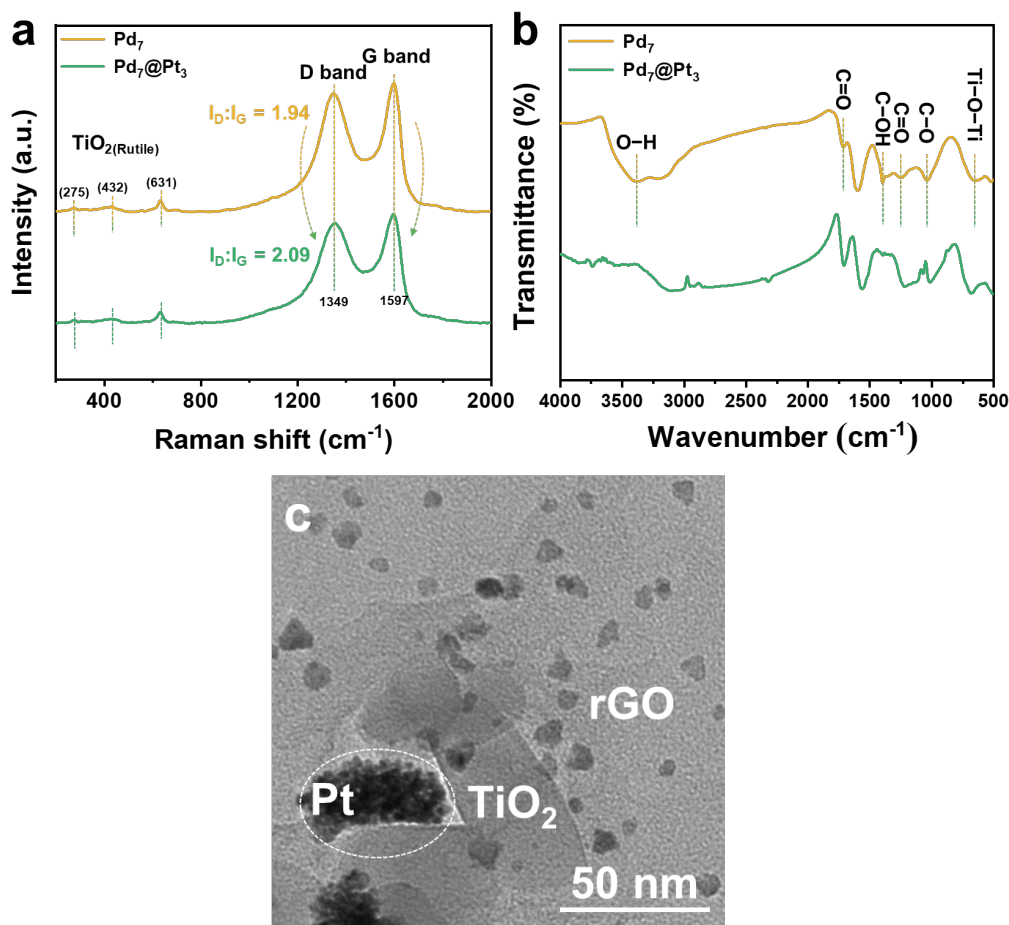 a
Pd7
Pd7@Pt3
D band
G band
ID:IG = 1.94
TiO2(Rutile)
(275)
(432)
(631)
ID:IG = 2.09
1349
1597
Intensity (a.u.)
400
800
1200
1600
2000
Raman shift (cm-1)
b
Pd7
Pd7@Pt3
O−H
C=O
C−OH
C=O
C−O
Ti−O−Ti
Transmittance (%)
4000
3500
2500
2000
1500
1000
500
Wavenumber (cm-1)
c
rGO
Pt
TiO2
50 nm